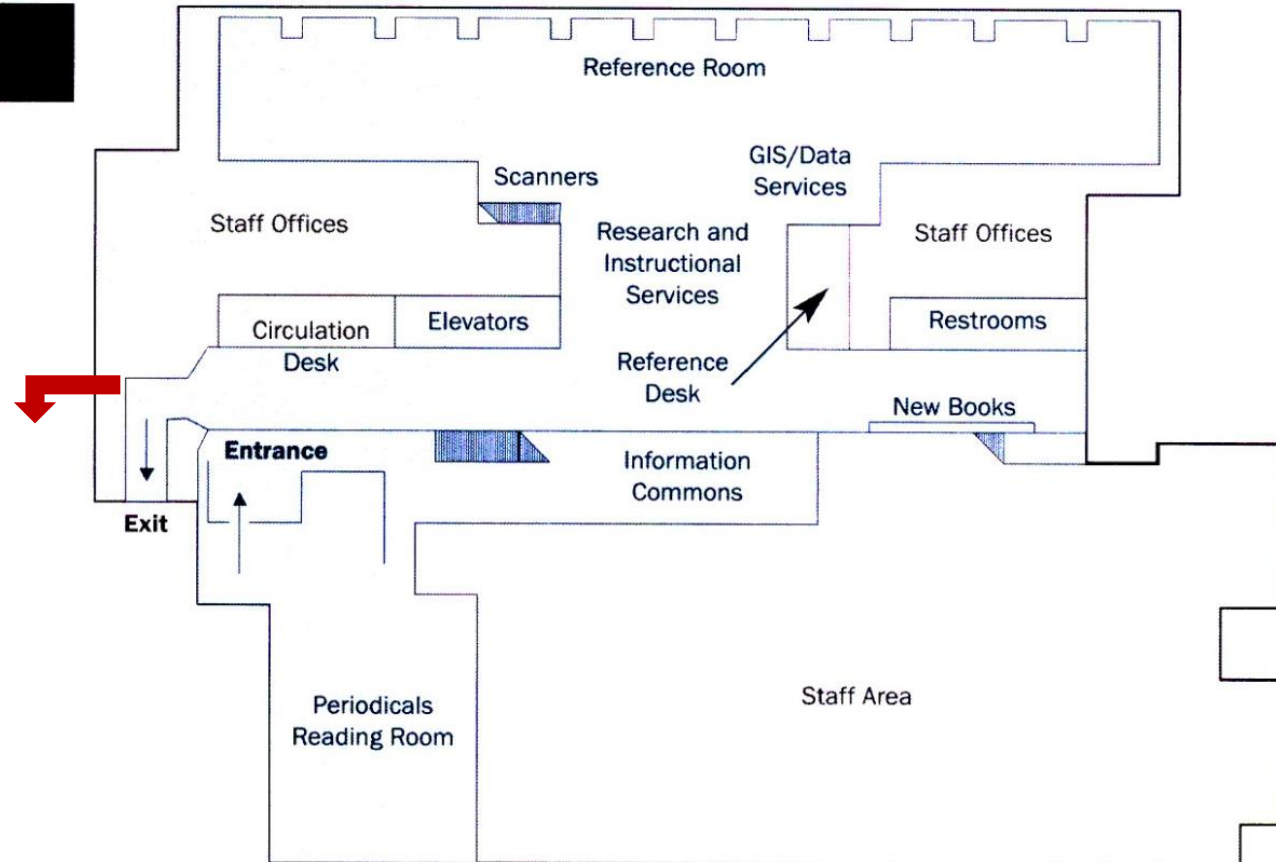 Reference Room
GIS/Data
Services
Scanners
Staff Offices
Research and
Instructional
Services
Staff Offices
Circulation
Desk
Elevators
Restrooms
Reference
Desk
New Books
Entrance
Information
Commons
Exit
Periodicals
Reading Room
Staff Area